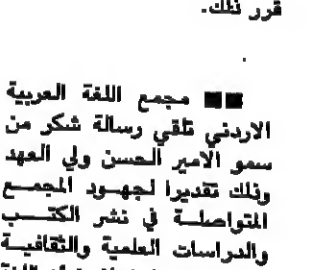 قرر ذلك.
■■ مجمع اللغة العربية
الاردني تلقي رسالة شكر من
سمو الامير الحسن ولي العهد
وذلك تقديرا لجهود المجمع
المتواصلة في نشر الكتب
والدراسات العلمية والثقافية